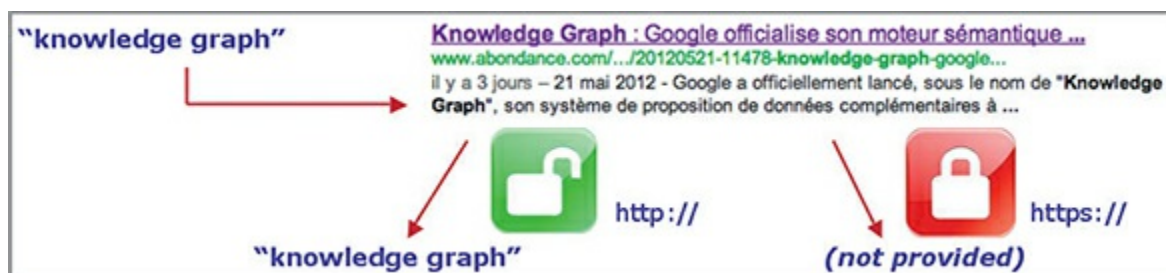 “knowledge graph”
Knowledge Graph : Google officialise son moteur sémantique ...
www.abondance.com/.../20120521-11478-knowledge-graph-google...
il y a 3 jours – 21 mai 2012 - Google a officiellement lancé, sous le nom de "Knowledge
Graph", son système de proposition de données complémentaires à ...
http://
https://
“knowledge graph”
(not provided)